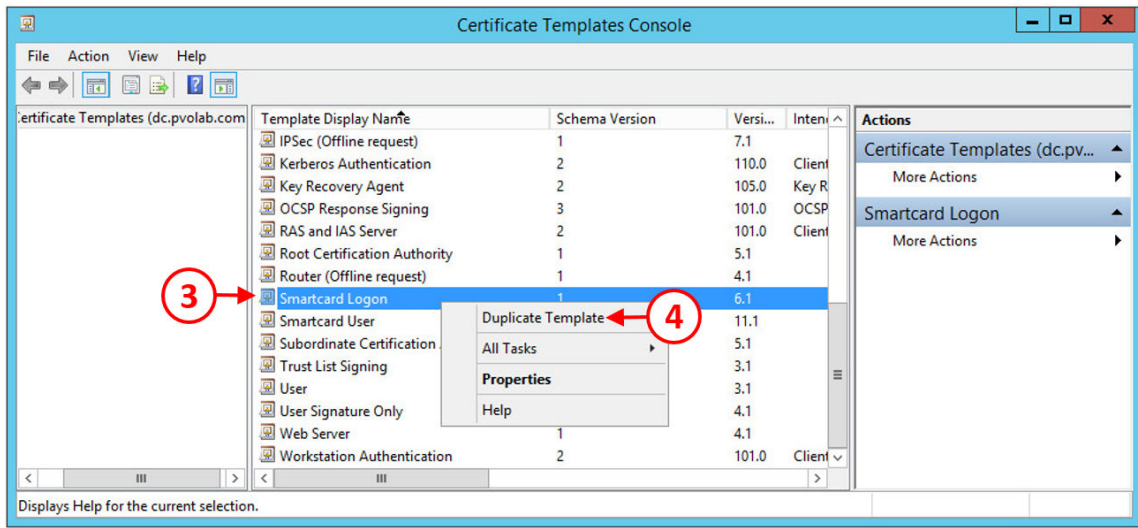 Certificate Templates Console
File Action View Help
Certificate Templates (dc.pvolab.com
Template Display Name Schema Version Versi... Inten
IPSec (Offline request) 1 7.1
Kerberos Authentication 2 110.0 Client
Key Recovery Agent 2 105.0 Key R
OCSP Response Signing 3 101.0 OCSP
RAS and IAS Server 2 101.0 Client
Root Certification Authority 1 5.1
Router (Offline request) 1 4.1
3 Smartcard Logon 1 6.1
Smartcard User 11.1
Subordinate Certification 5.1
Trust List Signing 3.1
User 3.1
User Signature Only 4.1
Web Server 1 4.1
Workstation Authentication 2 101.0 Client
Duplicate Template 4
All Tasks
Properties
Help
Actions
Certificate Templates (dc.pv...
More Actions
Smartcard Logon
More Actions
Displays Help for the current selection.